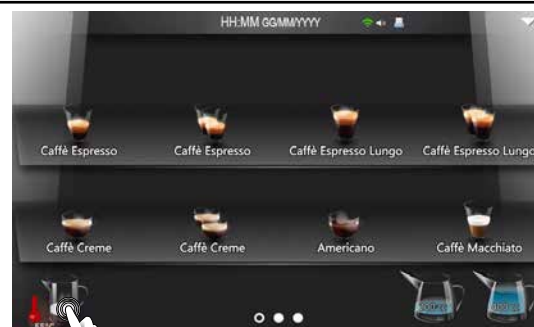 HH:MM GG/MM/YYYY
Caffè Espresso Caffè Espresso Caffè Espresso Lungo Caffè Espresso Lungo
Caffè Creme Caffè Creme Americano Caffè Macchiato